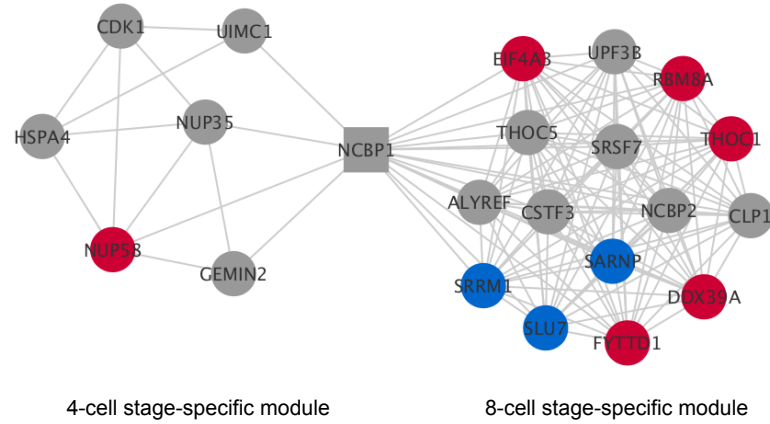 CDK1
UIMC1
HSPA4
NUP35
NUP58
GEMIN2
NCBP1
EIF4A3
UPF3B
RBM8A
THOC5
SRSF7
THOC1
ALYREF
CSTF3
NCBP2
CLP1
SARNP
SRRM1
DDX39A
SLU7
FYTTD1
4-cell stage-specific module
8-cell stage-specific module